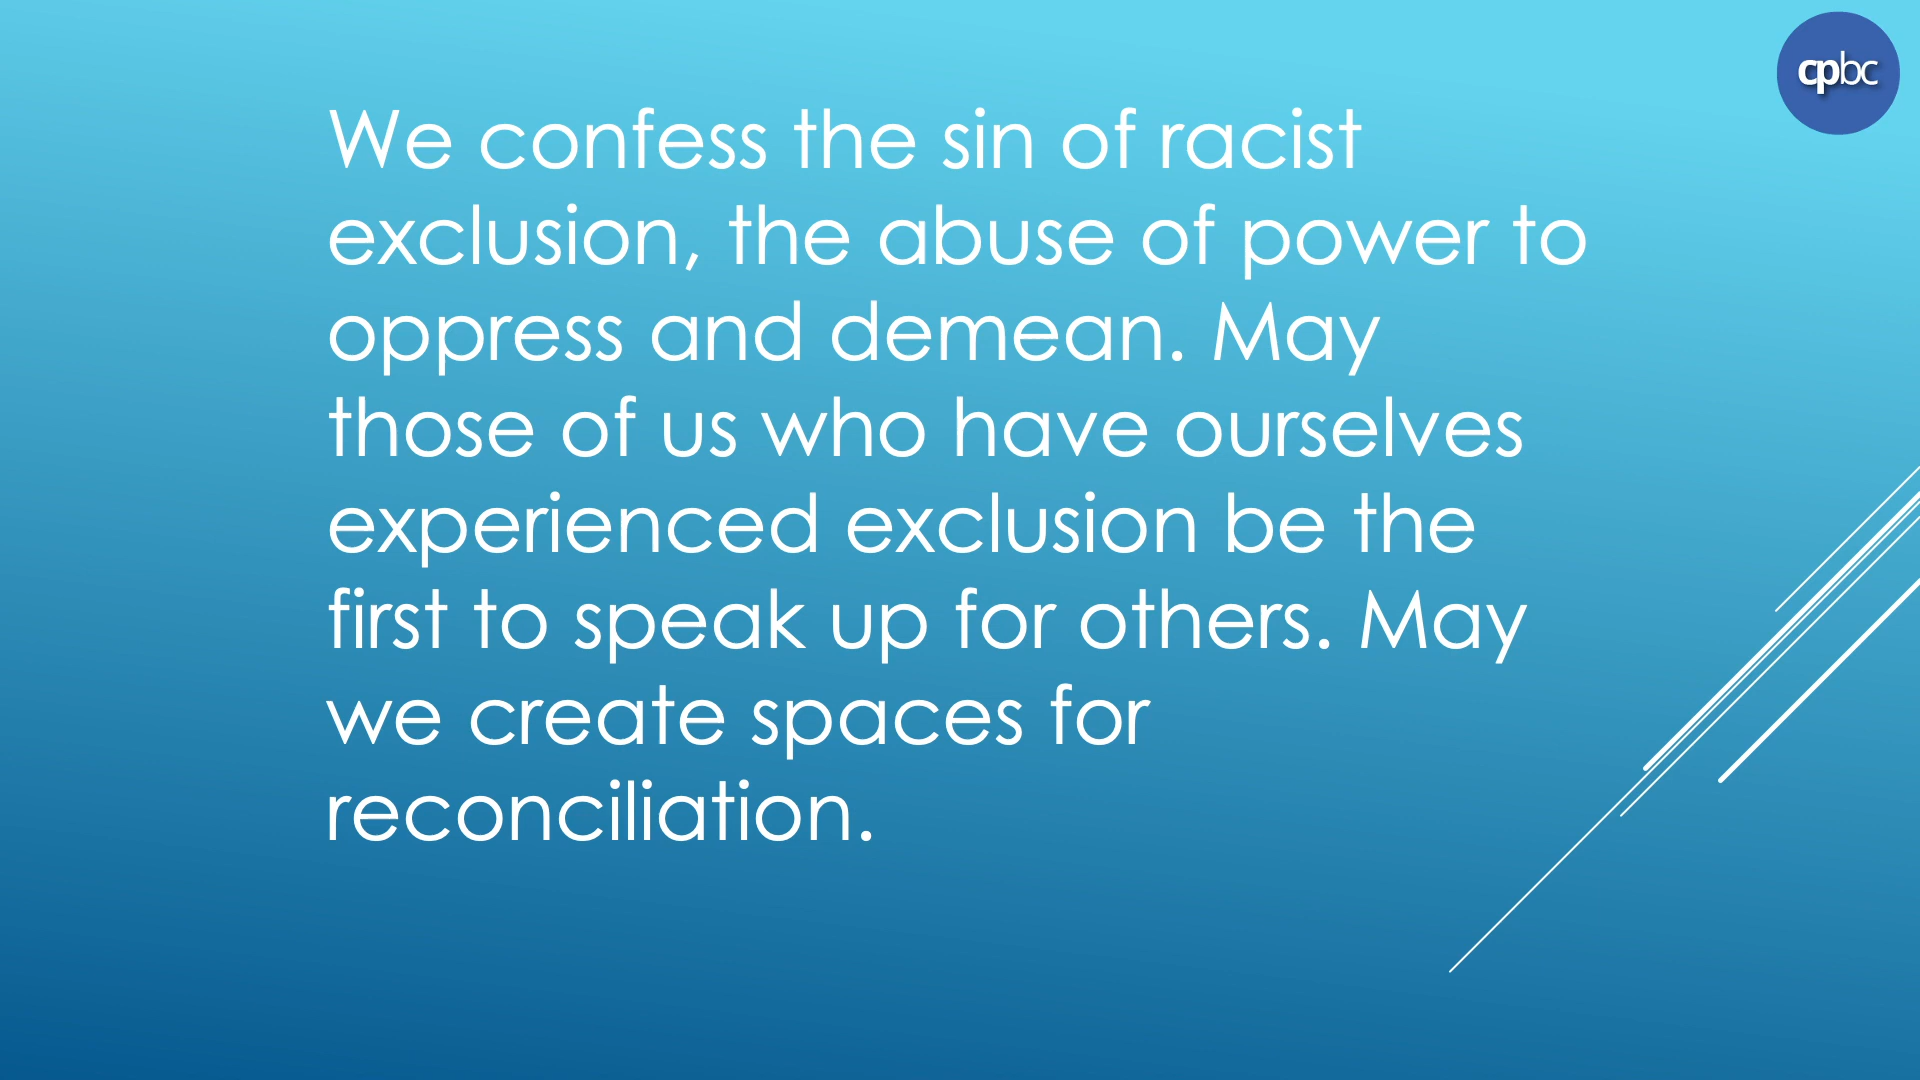 cpbc
We confess the sin of racist
exclusion, the abuse of power to
oppress and demean. May
those of us who have ourselves
experienced exclusion be the
first to speak up for others. May
we create spaces for
reconciliation.